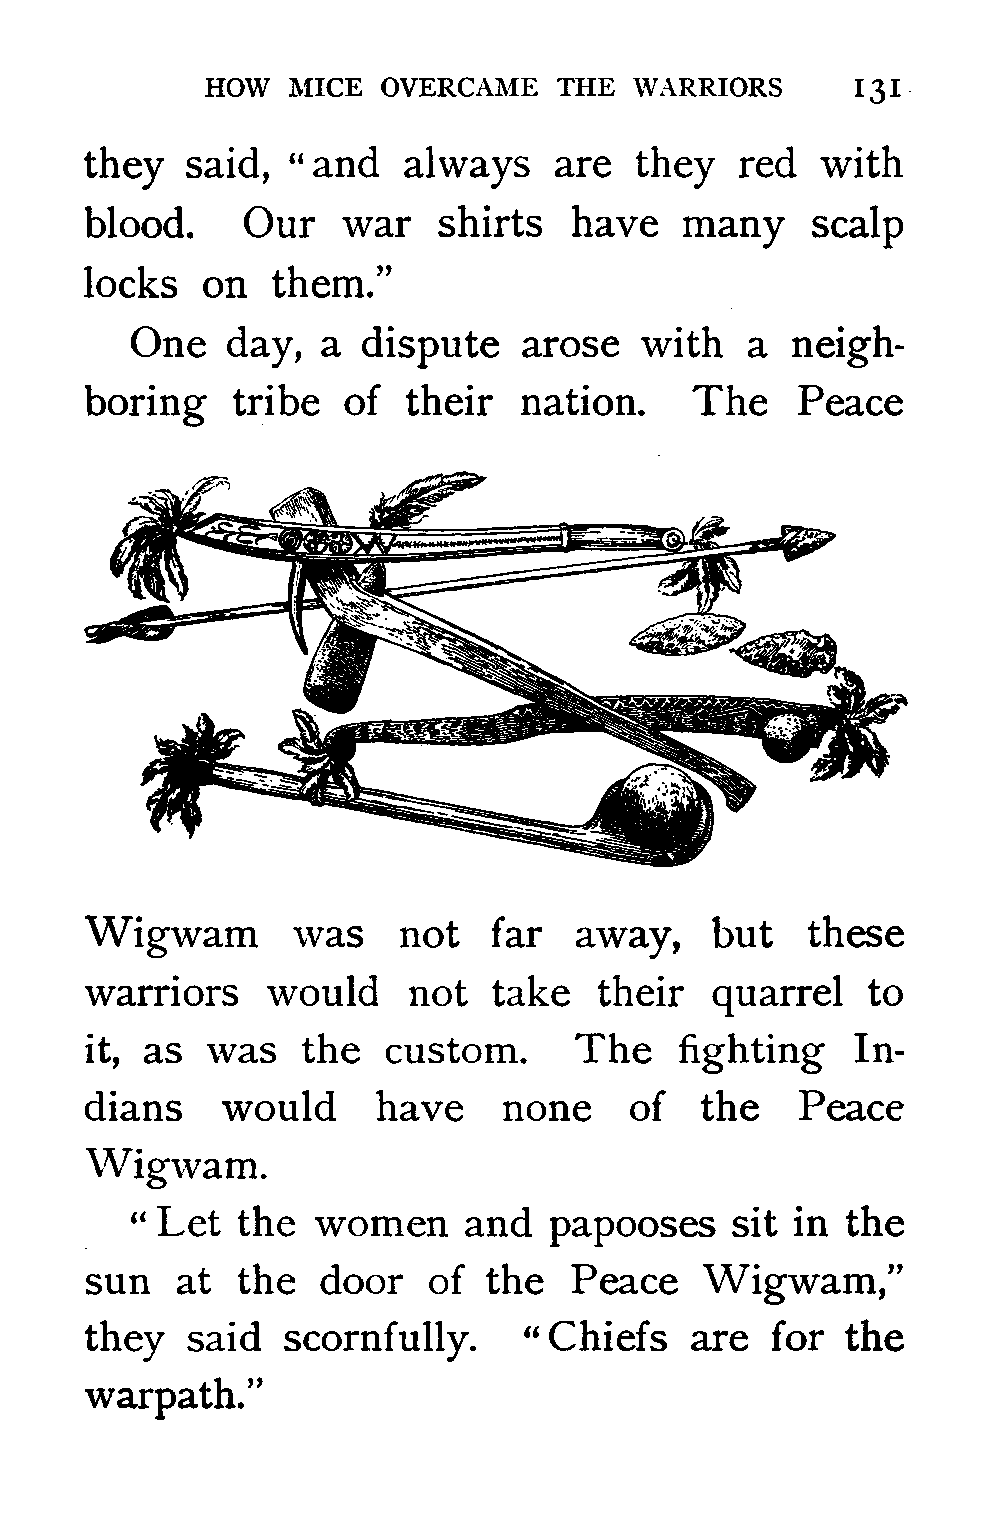 HOW MICE OVERCAME THE WARRIORS 131
they said, “and always are they red with
blood. Our war shirts have many scalp
locks on them.”
One day, a dispute arose with a neigh-
boring tribe of their nation. The Peace
Wigwam was not far away, but these
warriors would not take their quarrel to
it, as was the custom. The fighting In-
dians would have none of the Peace
Wigwam.
“Let the women and papooses sit in the
sun at the door of the Peace Wigwam,”
they said scornfully. “Chiefs are for the
warpath.”